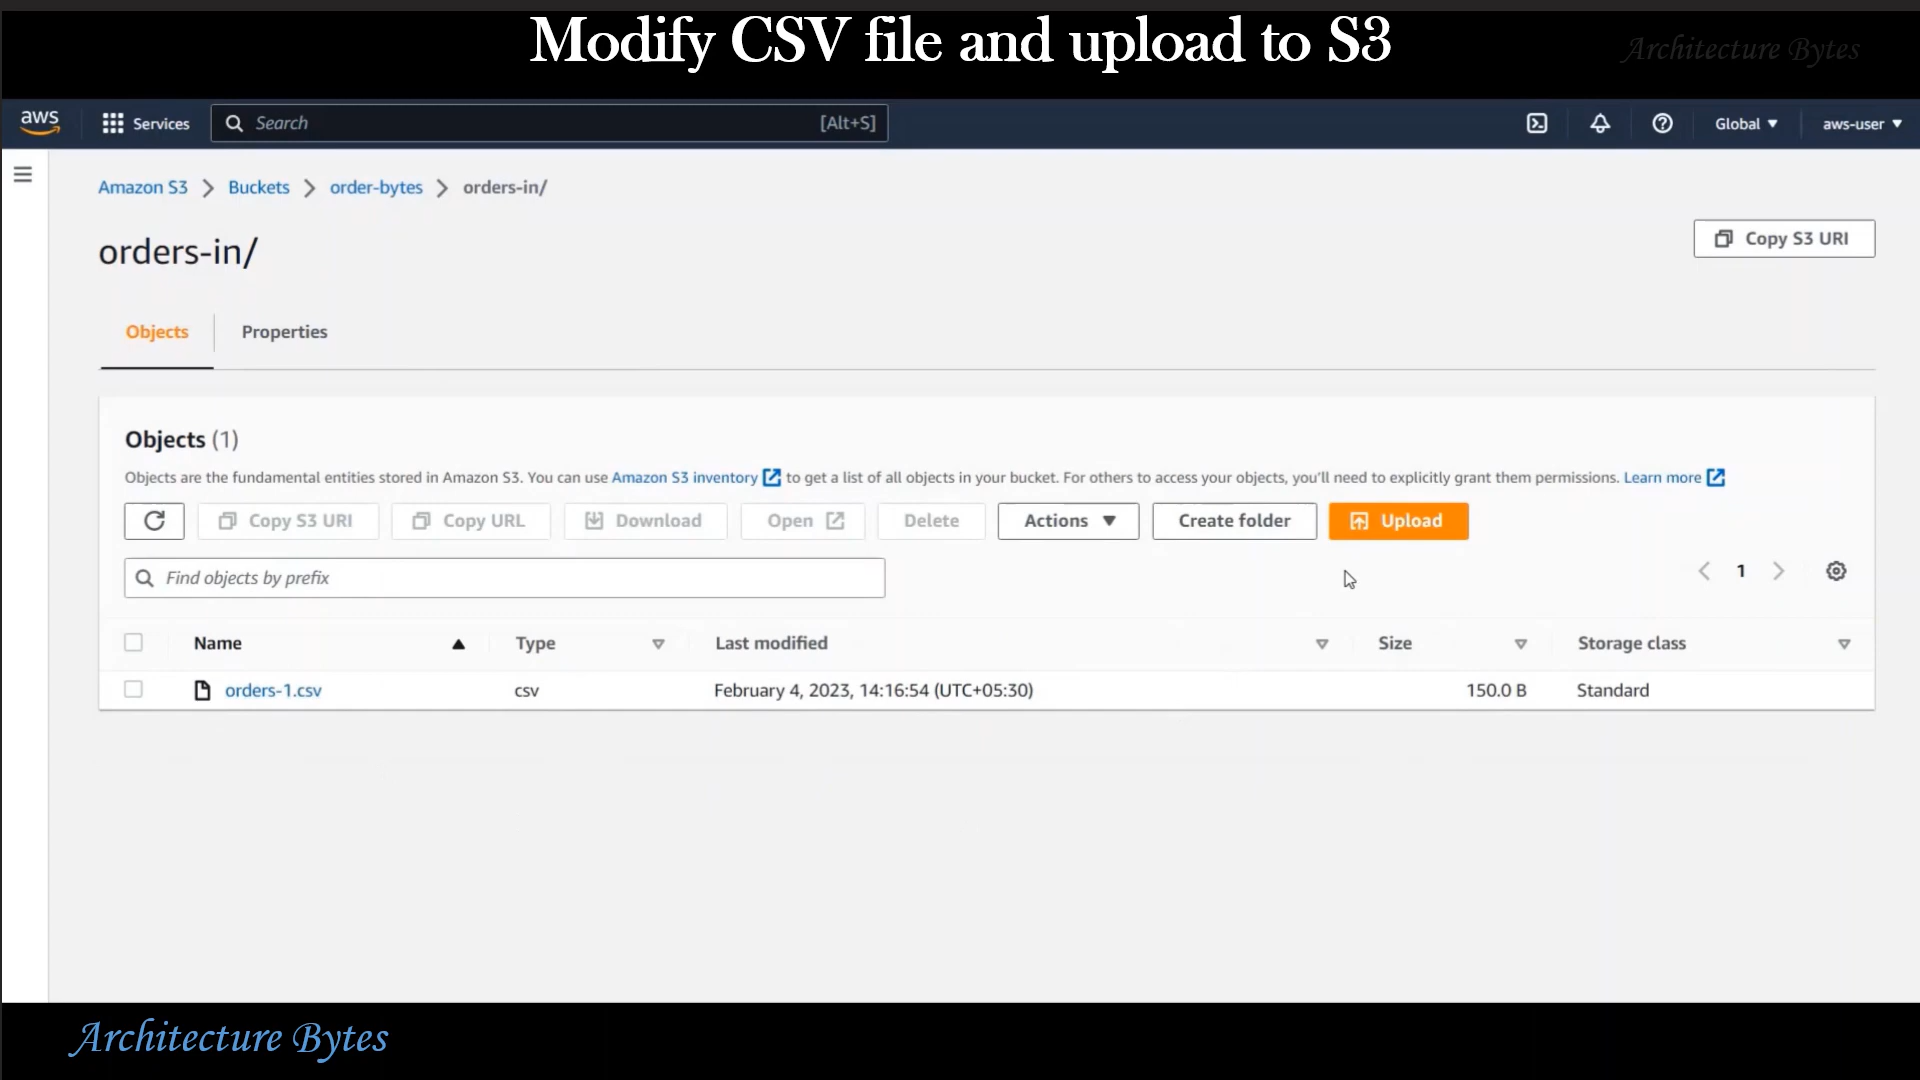 Modify CSV file and upload to S3
Architecture Bytes
aws
Services
Search
[Alt+S]
Global
aws-user
Amazon S3 > Buckets > order-bytes > orders-in/
orders-in/
Copy S3 URI
Objects
Properties
Objects (1)
Objects are the fundamental entities stored in Amazon S3. You can use Amazon S3 inventory to get a list of all objects in your bucket. For others to access your objects, you'll need to explicitly grant them permissions. Learn more
Copy S3 URI
Copy URL
Download
Open
Delete
Actions
Create folder
Upload
Find objects by prefix
1
Name
Type
Last modified
Size
Storage class
orders-1.csv
csv
February 4, 2023, 14:16:54 (UTC+05:30)
150.0 B
Standard
Architecture Bytes